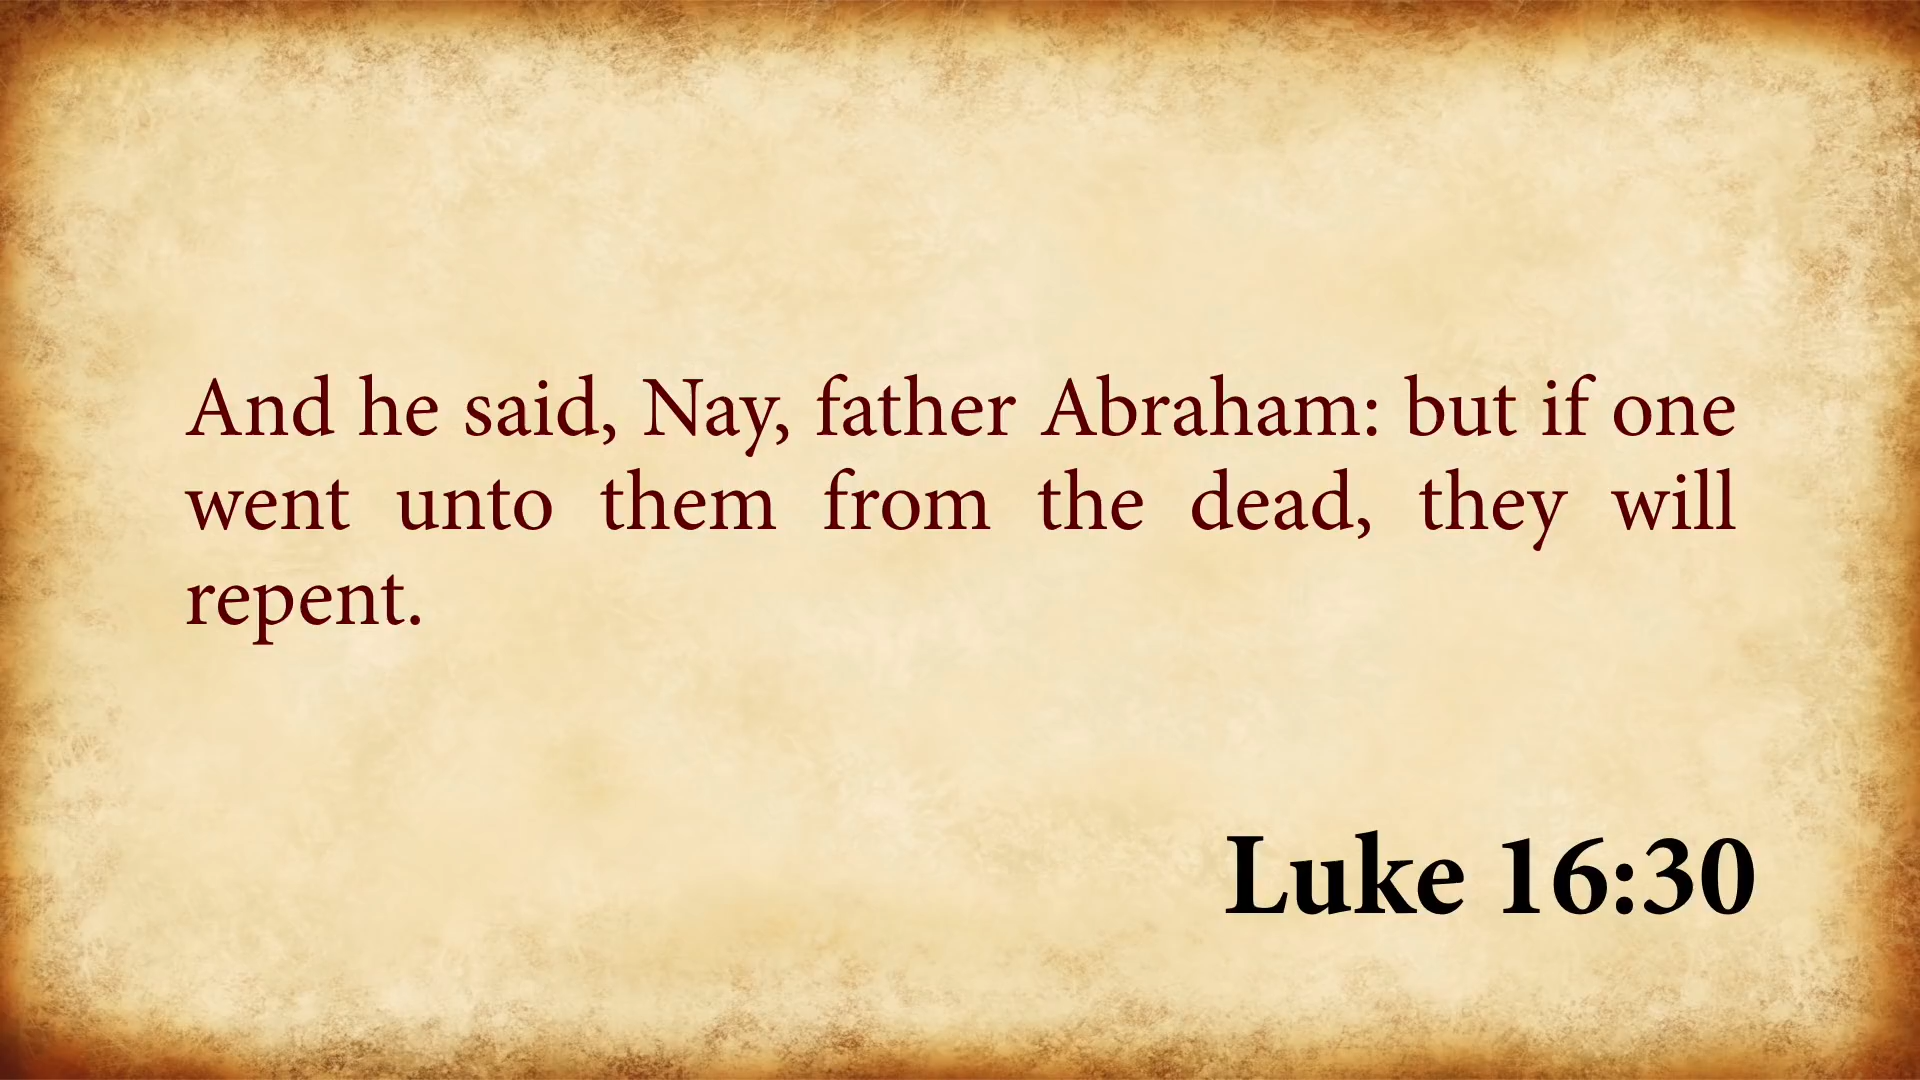 And he said, Nay, father Abraham: but if one
went unto them from the dead, they will
repent.
Luke 16:30